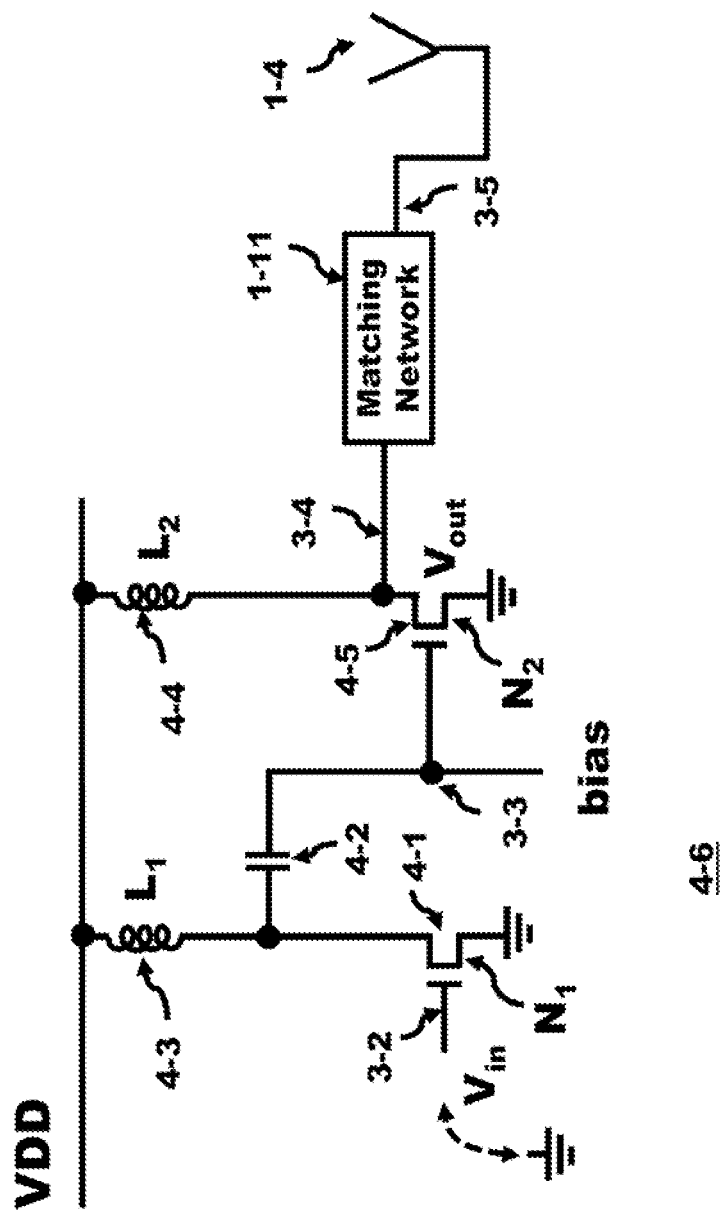 VDD
4-3
L1
4-4
L2
3-4
1-11
Matching
Network
1-4
3-5
Vin
3-2
N1
4-1
4-2
3-3
bias
4-5
N2
Vout
4-6